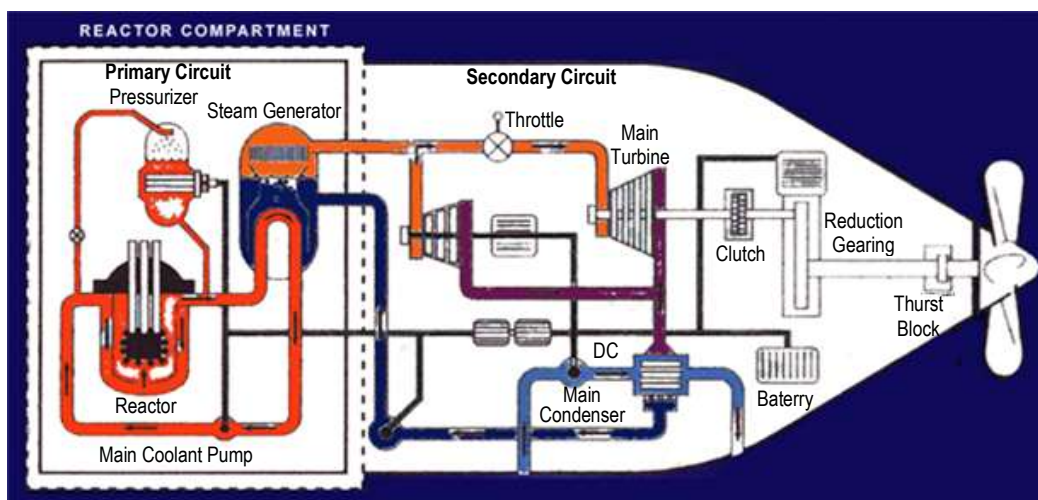 REACTOR COMPARTMENT
Primary Circuit
Pressurizer
Steam Generator
Secondary Circuit
Throttle
Main
Turbine
Clutch
Reduction
Gearing
Thurst
Block
DC
Main
Condenser
Baterry
Reactor
Main Coolant Pump